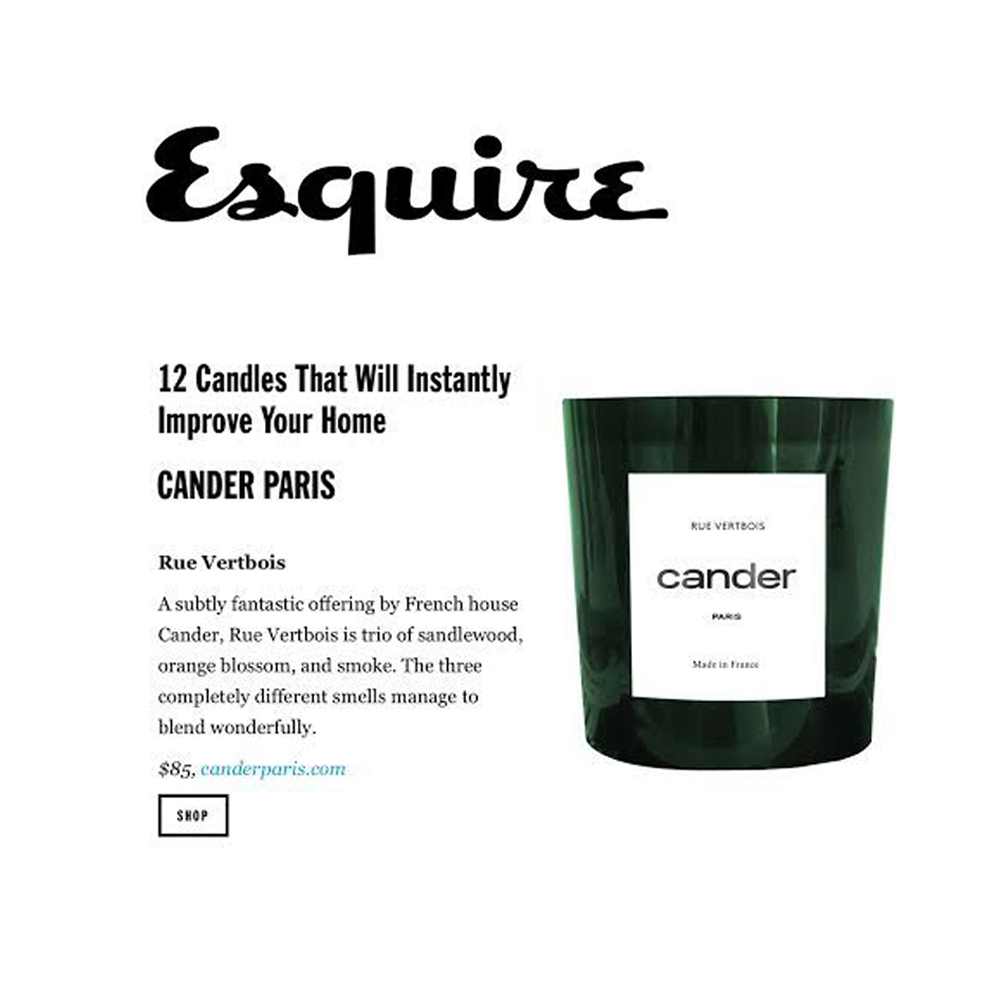 Esquire
12 Candles That Will Instantly
Improve Your Home
CANDER PARIS
Rue Vertbois
A subtly fantastic offering by French house
Cander, Rue Vertbois is trio of sandlewood,
orange blossom, and smoke. The three
completely different smells manage to
blend wonderfully.
$85, canderparis.com
SHOP
RUE VERTBOIS
cander
PARIS
Made in France